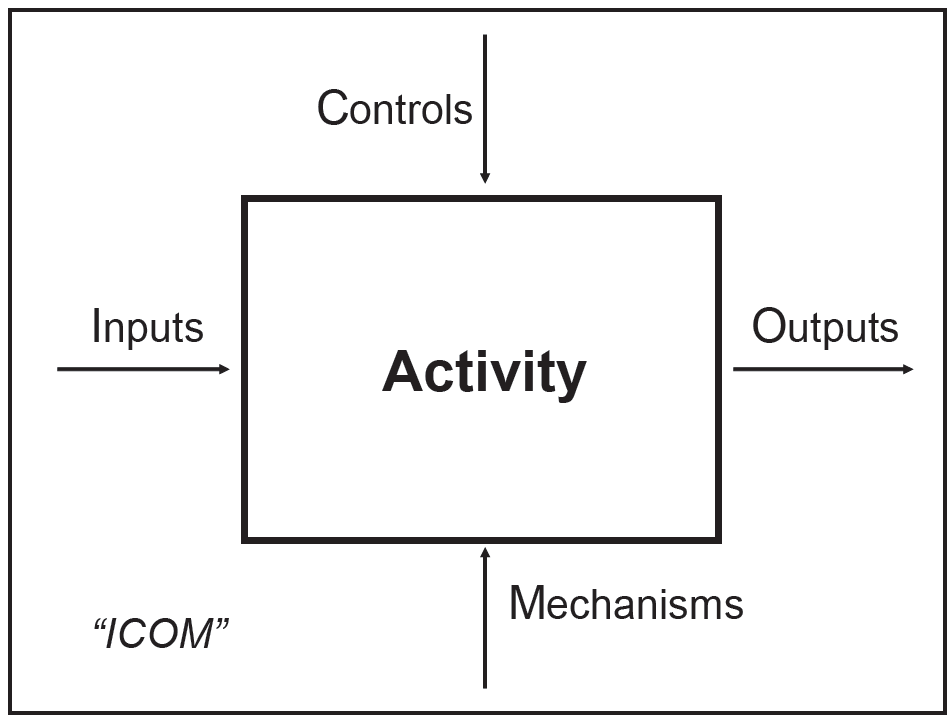 Controls
Inputs
Outputs
Activity
Mechanisms
“ICOM”